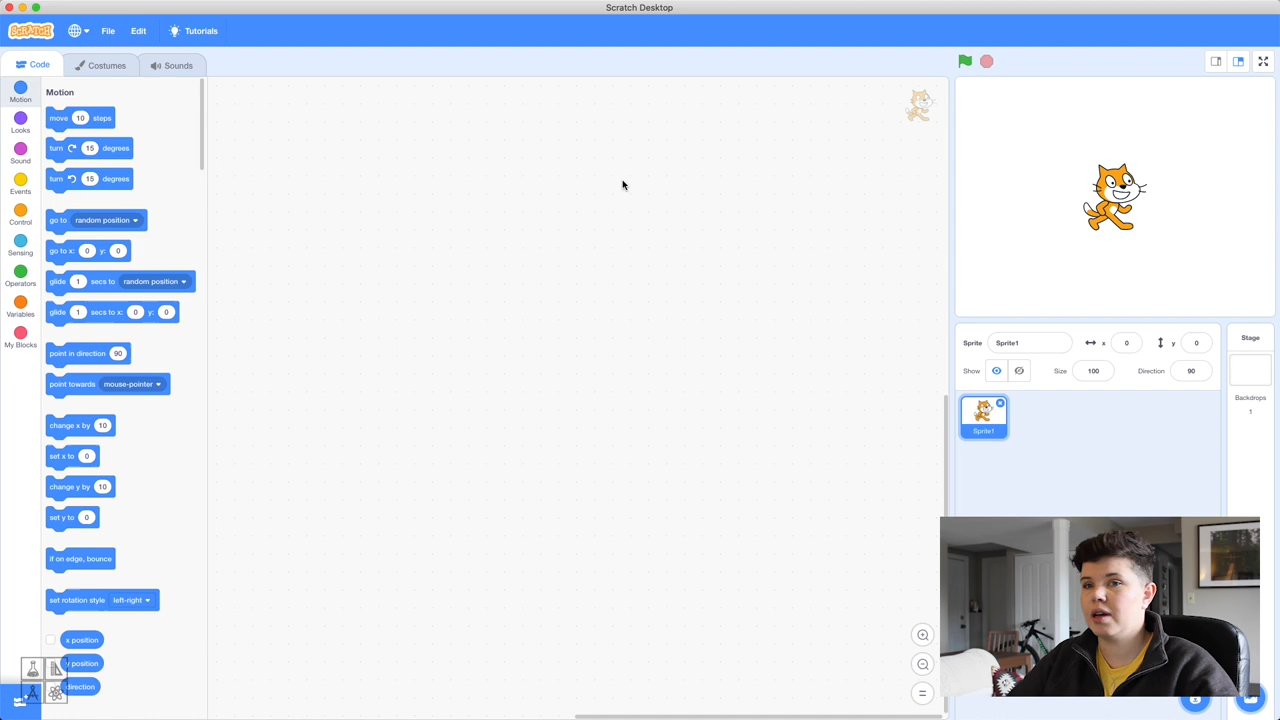 Scratch Desktop
SCRATCH File Edit Tutorials
Code Costumes Sounds
Motion
Looks
Sound
Events
Control
Sensing
Operators
Variables
My Blocks
Motion
move 10 steps
turn 15 degrees
turn 15 degrees
go to random position
go to x: 0 y: 0
glide 1 secs to random position
glide 1 secs to x: 0 y: 0
point in direction 90
point towards mouse-pointer
change x by 10
set x to 0
change y by 10
set y to 0
if on edge, bounce
set rotation style left-right
x position
y position
direction
Sprite Sprite1 x 0 y 0
Show Size 100 Direction 90
Sprite1
Stage
Backdrops
1